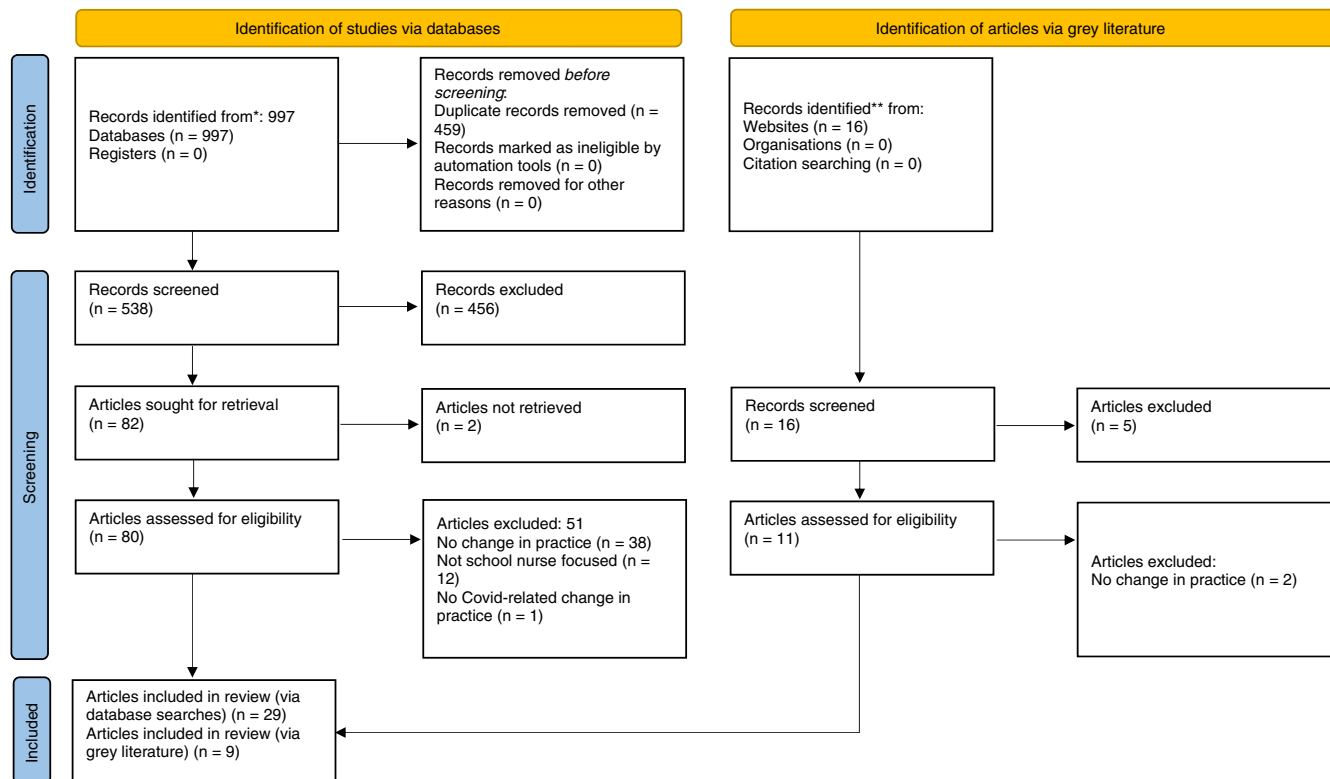 Identification of studies via databases
Identification of articles via grey literature
Identification
Records identified from*: 997
Databases (n = 997)
Registers (n = 0)
Records removed before
screening:
Duplicate records removed (n =
459)
Records marked as ineligible by
automation tools (n = 0)
Records removed for other
reasons (n = 0)
Records identified** from:
Websites (n = 16)
Organisations (n = 0)
Citation searching (n = 0)
Screening
Records screened
(n = 538)
Records excluded
(n = 456)
Articles sought for retrieval
(n = 82)
Articles not retrieved
(n = 2)
Records screened
(n = 16)
Articles excluded
(n = 5)
Articles assessed for eligibility
(n = 80)
Articles excluded: 51
No change in practice (n = 38)
Not school nurse focused (n =
12)
No Covid-related change in
practice (n = 1)
Articles assessed for eligibility
(n = 11)
Articles excluded:
No change in practice (n = 2)
Included
Articles included in review (via
database searches) (n = 29)
Articles included in review (via
grey literature) (n = 9)